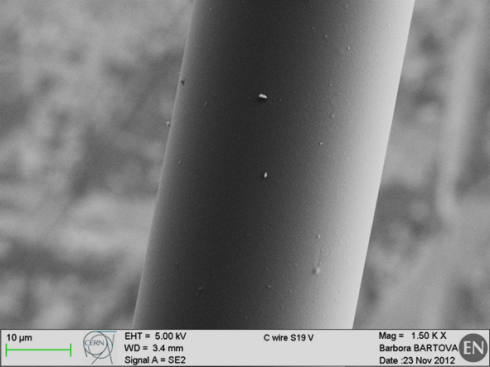 10 µm
CERN
EHT = 5.00 kV
WD = 3.4 mm
Signal A = SE2
C wire S19 V
Mag = 1.50 K X
Barbora BARTOVA
Date :23 Nov 2012
EN